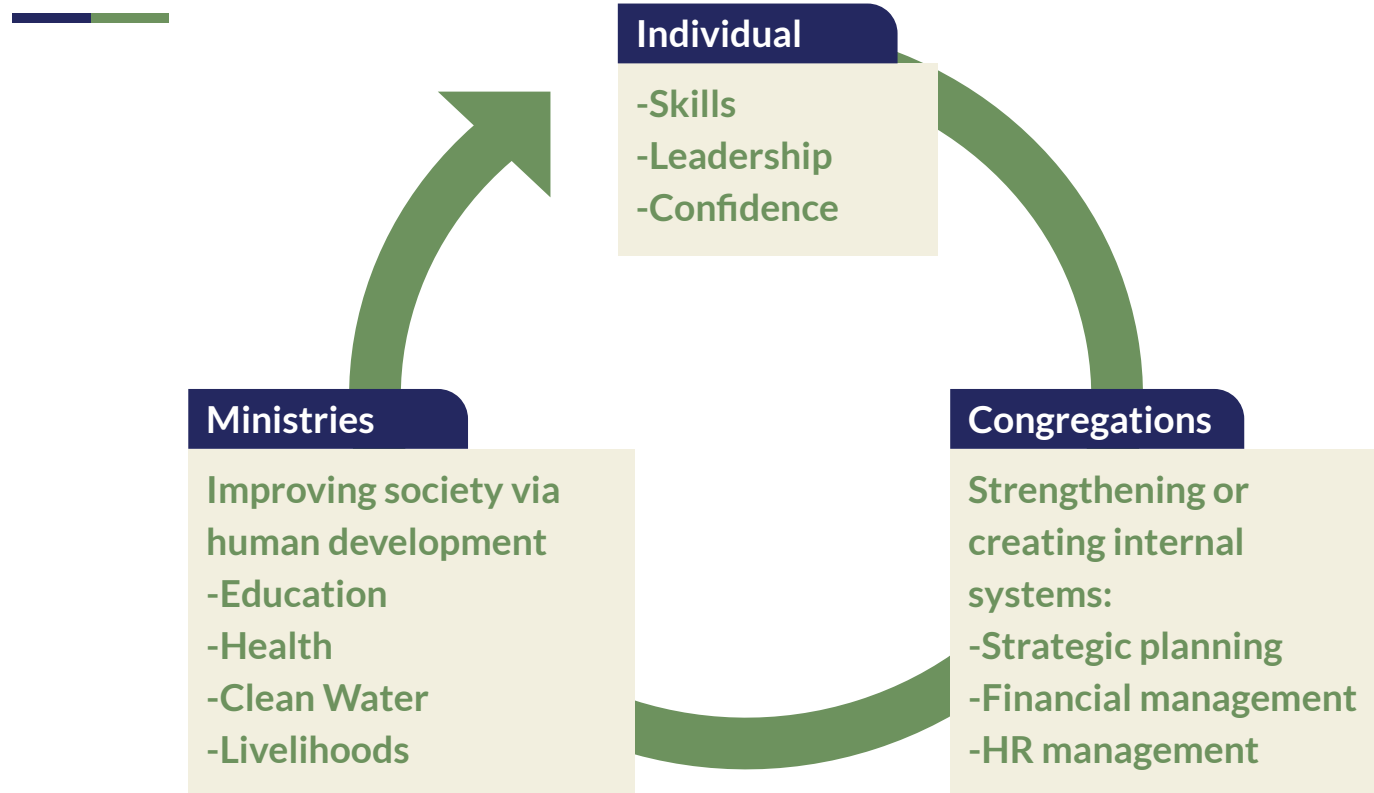 Individual
-Skills
-Leadership
-Confidence
Ministries
Improving society via
human development
-Education
-Health
-Clean Water
-Livelihoods
Congregations
Strengthening or
creating internal
systems:
-Strategic planning
-Financial management
-HR management